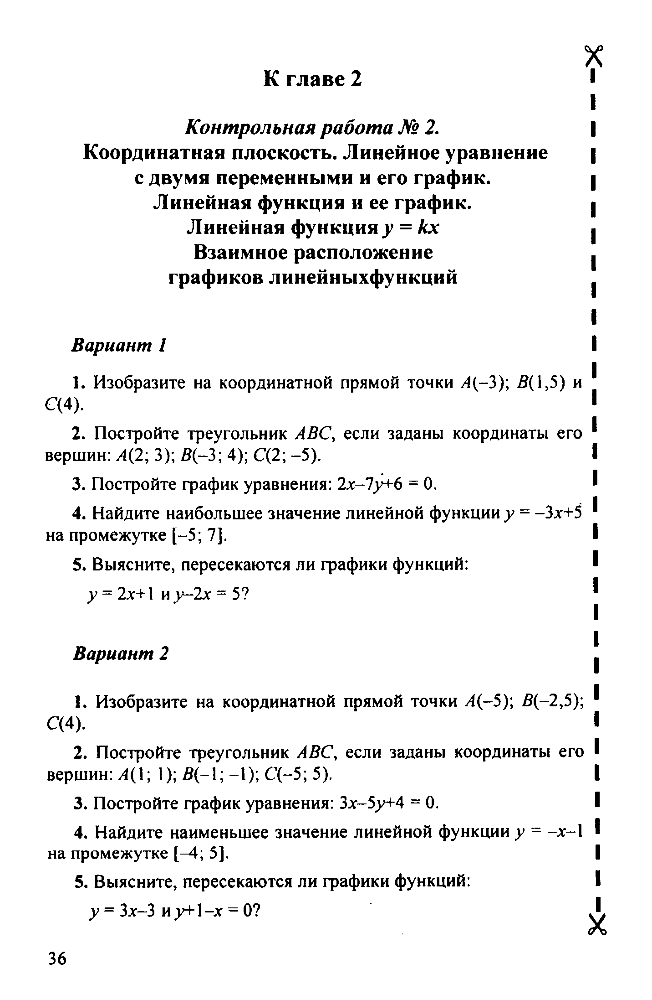 К главе 2
Контрольная работа № 2.
Координатная плоскость. Линейное уравнение
с двумя переменными и его график.
Линейная функция и ее график.
Линейная функция y = kx
Взаимное расположение
графиков линейныхфункций
Вариант 1
1. Изобразите на координатной прямой точки A(–3); B(1,5) и
C(4).
2. Постройте треугольник ABC, если заданы координаты его
вершин: A(2; 3); B(–3; 4); C(2; –5).
3. Постройте график уравнения: 2x–7y+6 = 0.
4. Найдите наибольшее значение линейной функции y = –3x+5
на промежутке [–5; 7].
5. Выясните, пересекаются ли графики функций:
y = 2x+1 и y–2x = 5?
Вариант 2
1. Изобразите на координатной прямой точки A(–5); B(–2,5);
C(4).
2. Постройте треугольник ABC, если заданы координаты его
вершин: A(1; 1); B(–1; –1); C(–5; 5).
3. Постройте график уравнения: 3x–5y+4 = 0.
4. Найдите наименьшее значение линейной функции y = –x–1
на промежутке [–4; 5].
5. Выясните, пересекаются ли графики функций:
y = 3x–3 и y+1–x = 0?
36